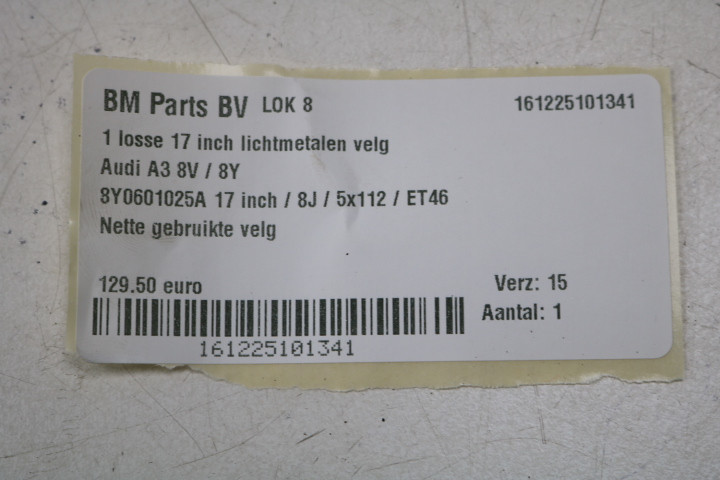 BM Parts BV LOK 8 161225101341
1 losse 17 inch lichtmetalen velg
Audi A3 8V / 8Y
8Y0601025A 17 inch / 8J / 5x112 / ET46
Nette gebruikte velg
129.50 euro Verz: 15
Aantal: 1
161225101341